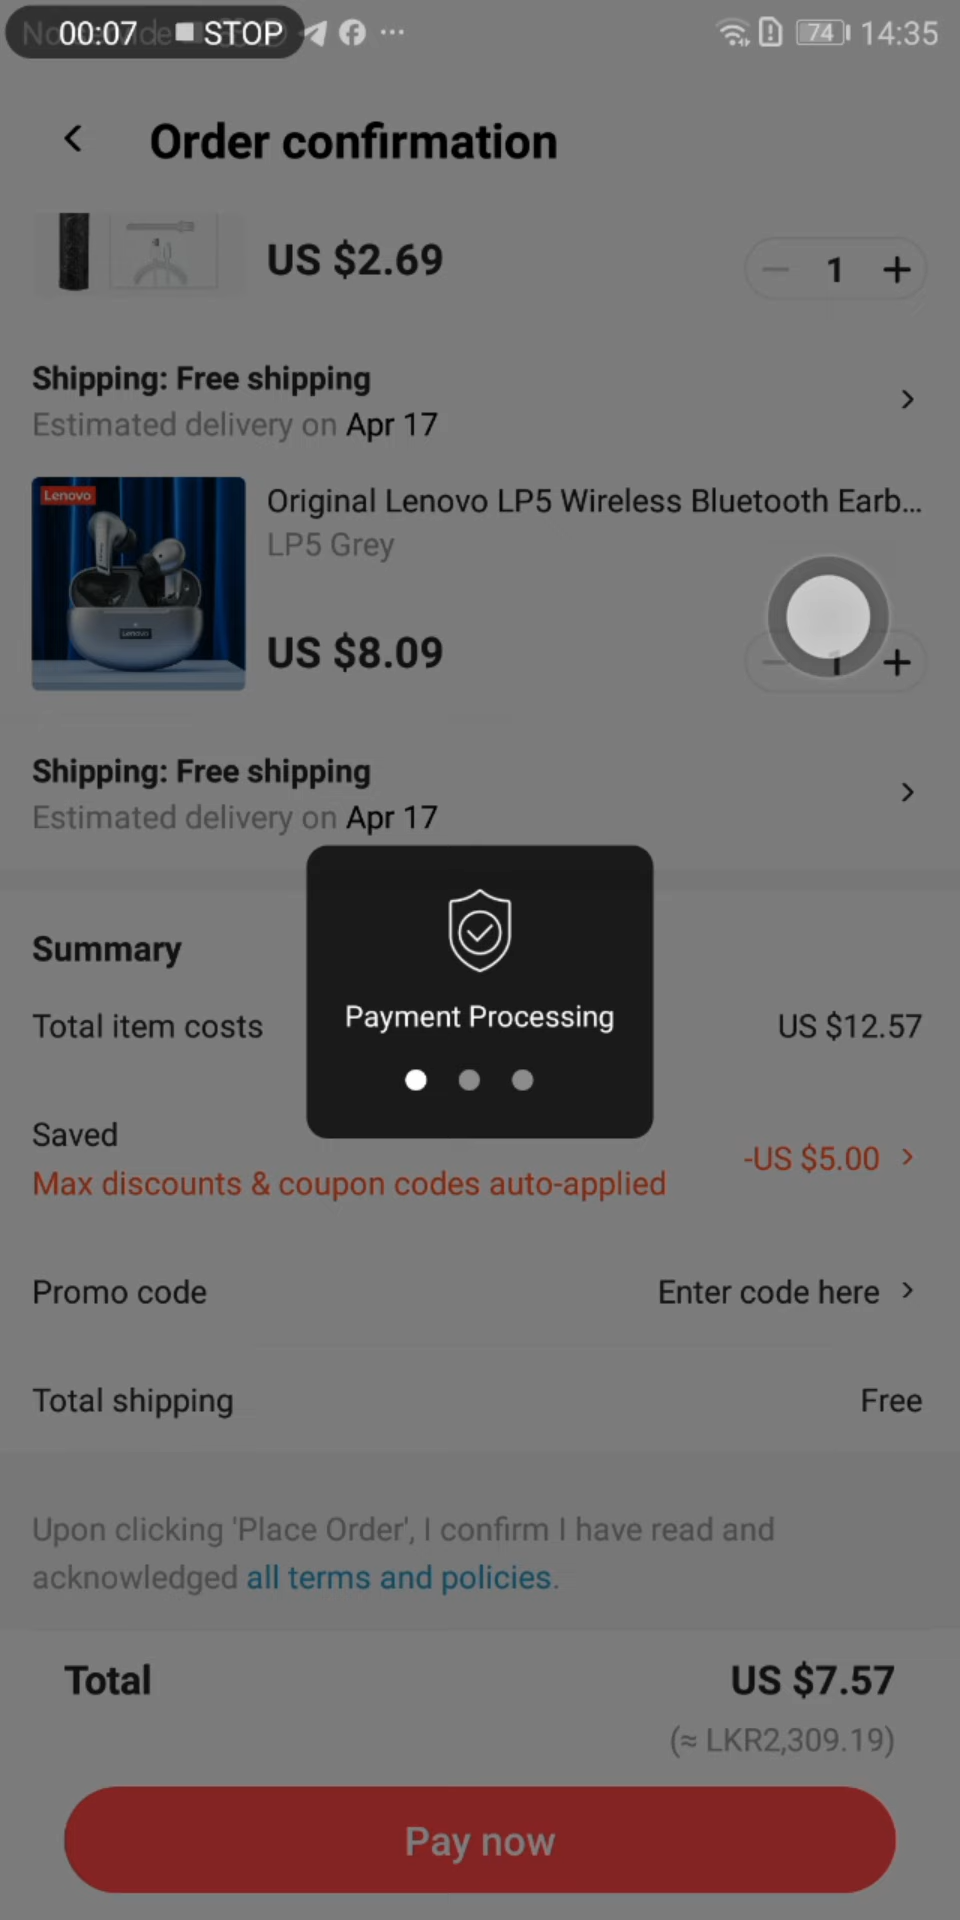 00:07 STOP
74 14:35
Order confirmation
US $2.69
1
Shipping: Free shipping
Estimated delivery on Apr 17
Lenovo
Original Lenovo LP5 Wireless Bluetooth Earb...
LP5 Grey
Lenovo
US $8.09
Shipping: Free shipping
Estimated delivery on Apr 17
Payment Processing
Summary
Total item costs US $12.57
Saved
Max discounts & coupon codes auto-applied
-US $5.00
Promo code Enter code here
Total shipping Free
Upon clicking 'Place Order', I confirm I have read and
acknowledged all terms and policies.
Total US $7.57
(≈ LKR2,309.19)
Pay now